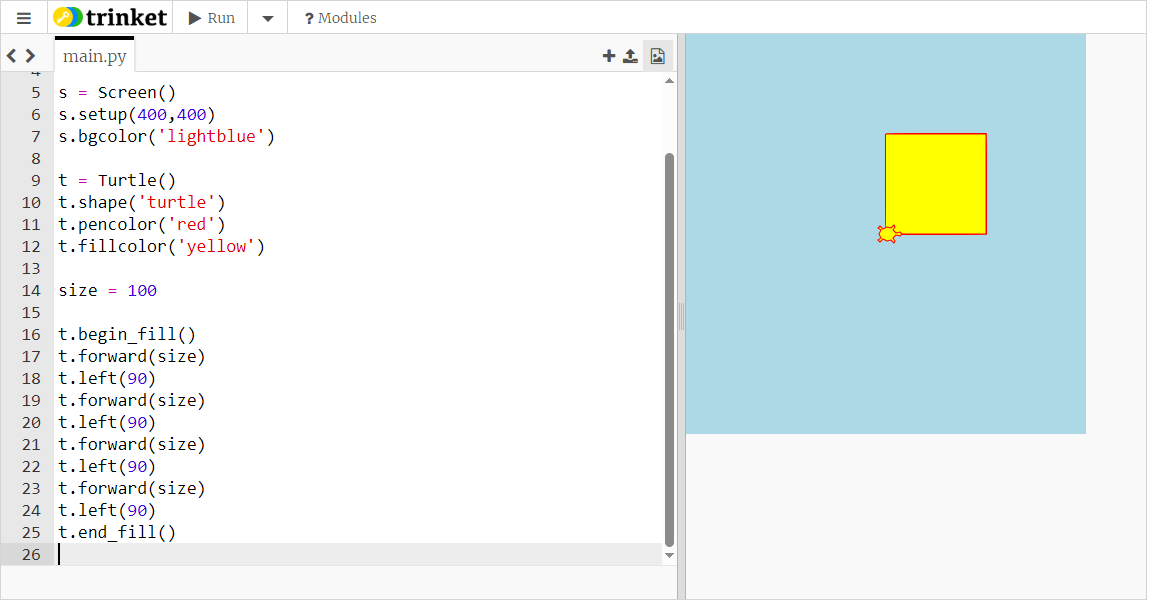 trinket Run ? Modules
main.py
4
5 s = Screen()
6 s.setup(400,400)
7 s.bgcolor('lightblue')
8
9 t = Turtle()
10 t.shape('turtle')
11 t.pencolor('red')
12 t.fillcolor('yellow')
13
14 size = 100
15
16 t.begin_fill()
17 t.forward(size)
18 t.left(90)
19 t.forward(size)
20 t.left(90)
21 t.forward(size)
22 t.left(90)
23 t.forward(size)
24 t.left(90)
25 t.end_fill()
26